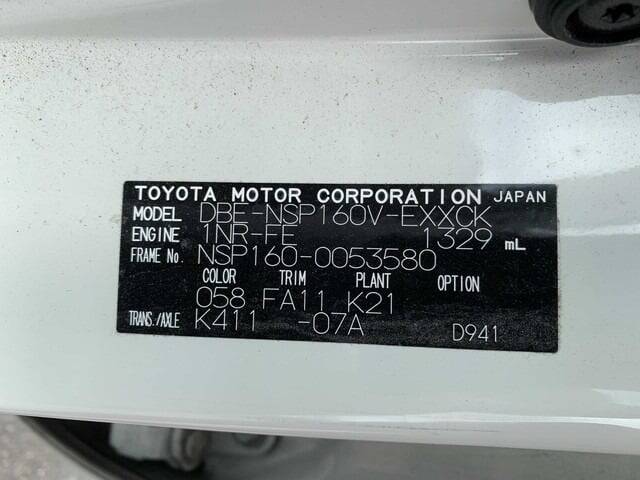 TOYOTA MOTOR CORPORATION JAPAN
MODEL DBE-NSP160V-EXXCK
ENGINE 1NR-FE 1329 mL
FRAME No. NSP160-0053580
COLOR TRIM PLANT OPTION
058 FA11 K21
TRANS./AXLE K411 -07A D941